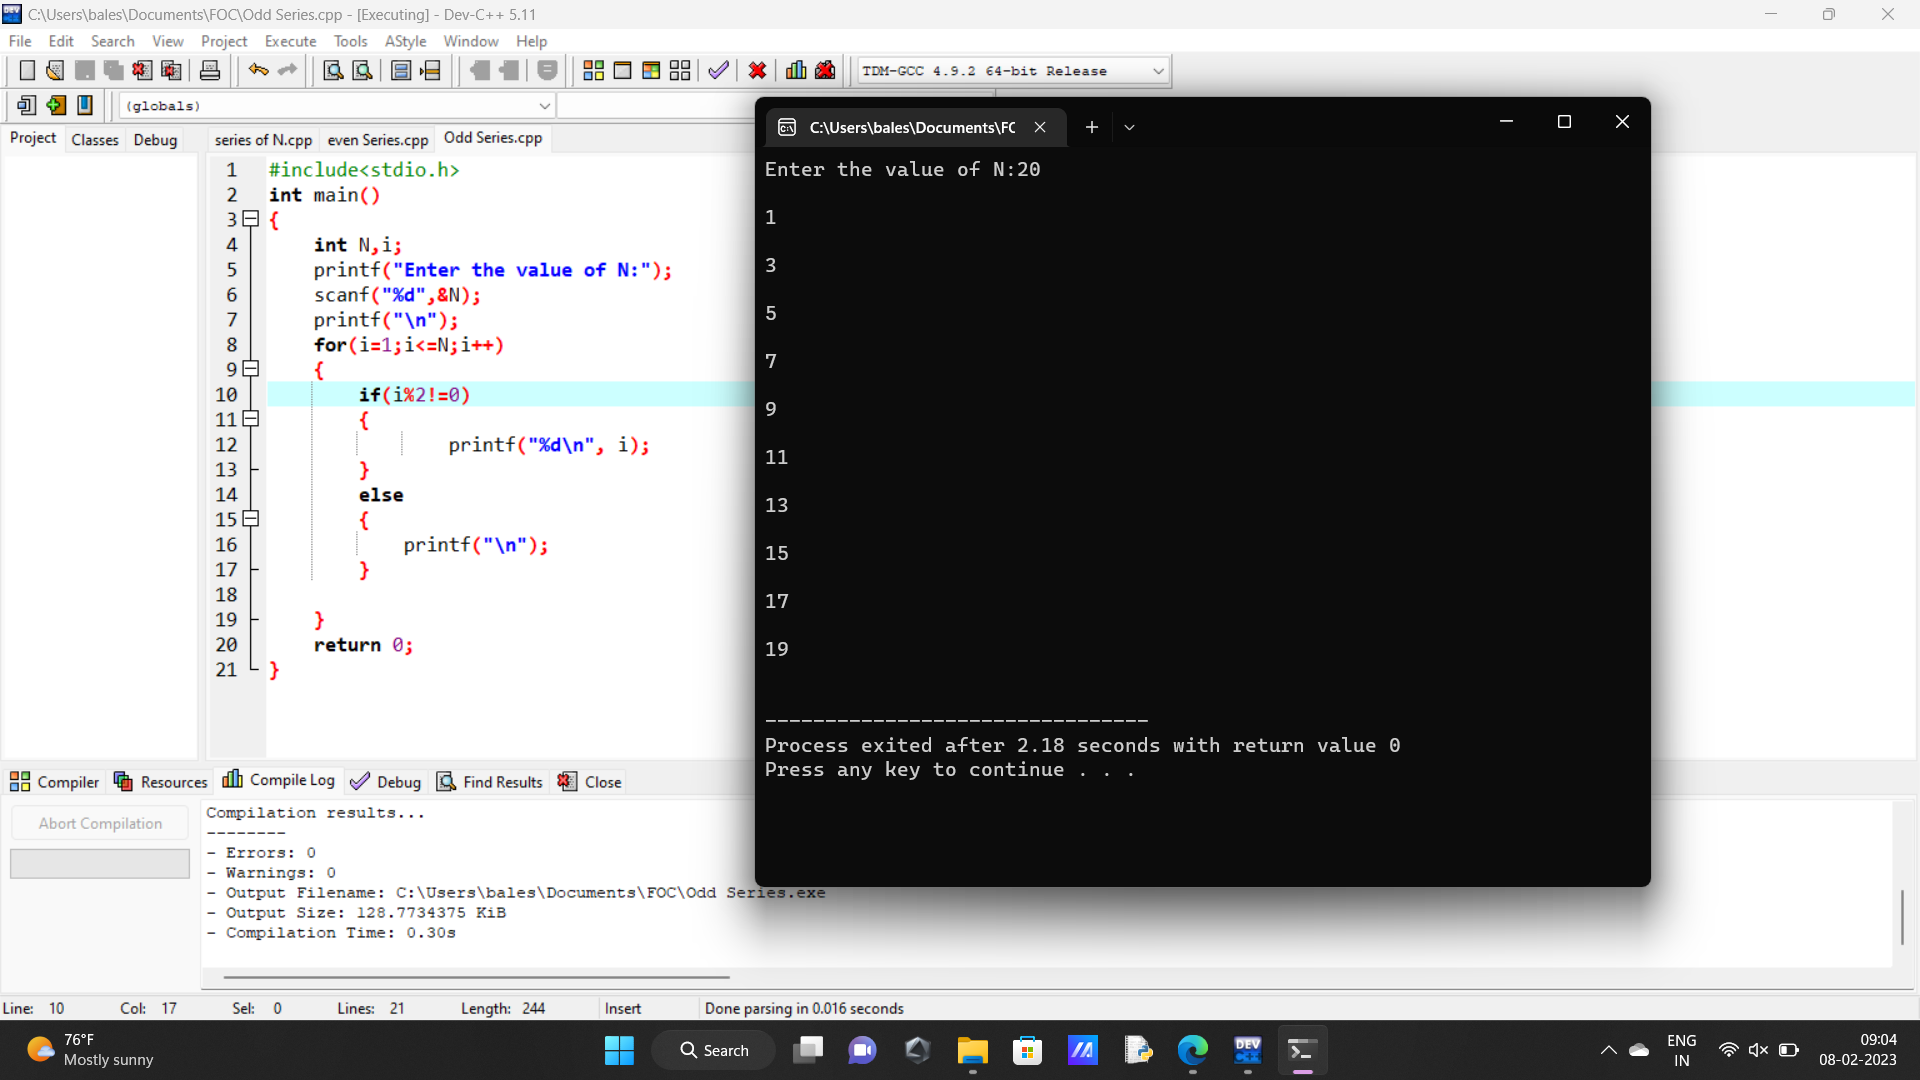 C:\Users\bales\Documents\FOC\Odd Series.cpp - [Executing] - Dev-C++ 5.11
File Edit Search View Project Execute Tools AStyle Window Help
TDM-GCC 4.9.2 64-bit Release
(globals)
Project Classes Debug
series of N.cpp even Series.cpp Odd Series.cpp
1 #include<stdio.h>
2 int main()
3 {
4 int N,i;
5 printf("Enter the value of N:");
6 scanf("%d",&N);
7 printf("\n");
8 for(i=1;i<=N;i++)
9 {
10 if(i%2!=0)
11 {
12 printf("%d\n", i);
13 }
14 else
15 {
16 printf("\n");
17 }
18
19 }
20 return 0;
21 }
C:\Users\bales\Documents\FC
Enter the value of N:20
1
3
5
7
9
11
13
15
17
19
--------------------------------
Process exited after 2.18 seconds with return value 0
Press any key to continue . . .
Compiler Resources Compile Log Debug Find Results Close
Abort Compilation
Compilation results...
--------
- Errors: 0
- Warnings: 0
- Output Filename: C:\Users\bales\Documents\FOC\Odd Series.exe
- Output Size: 128.7734375 KiB
- Compilation Time: 0.30s
Line: 10 Col: 17 Sel: 0 Lines: 21 Length: 244 Insert Done parsing in 0.016 seconds
76°F
Mostly sunny
Search
DEV
C++
ENG
IN
09:04
08-02-2023